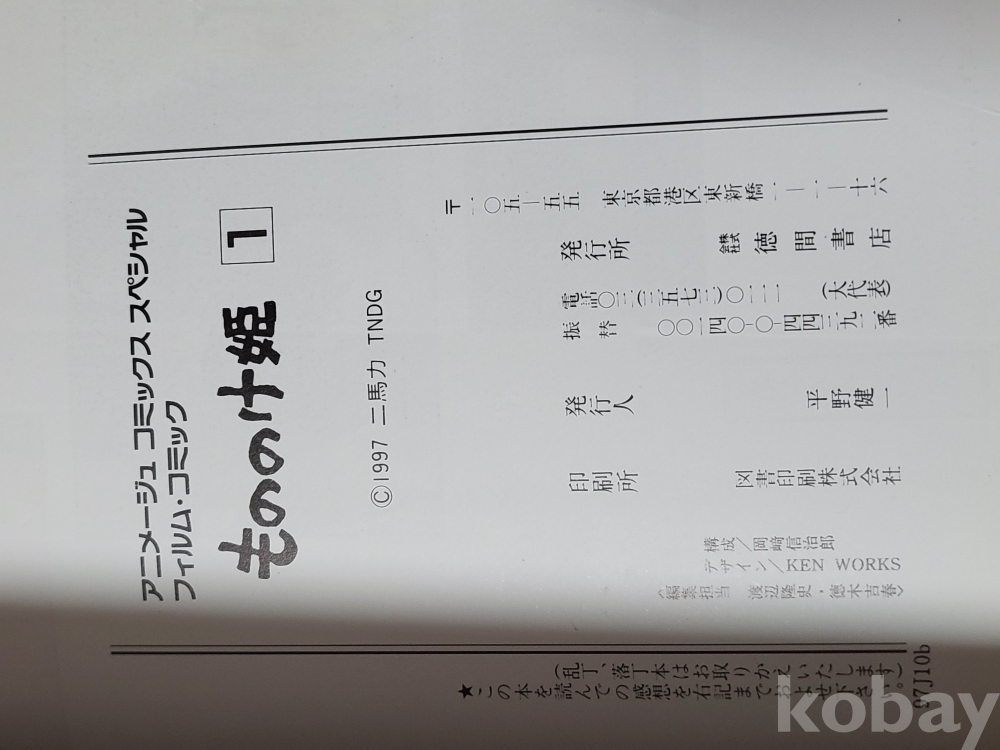 アニメージュ コミックス スペシャル
フィルム・コミック
もののけ姫 1
©1997 二馬力 TNDG
〒一〇五−五五 東京都港区東新橋一−一−十六
発行所 株式会社 徳間書店
電話〇三(三五七三)〇一一一(大代表)
振替 〇〇一四〇−〇−四四三九二番
発行人 平野健一
印刷所 図書印刷株式会社
構成/岡﨑信治郎
デザイン/KEN WORKS
〈編集担当 渡辺隆史・徳木吉春〉
(乱丁、落丁本はお取りかえいたします)
★この本を読んでの感想を右記までおよせ下さい。
97J10b
kobay